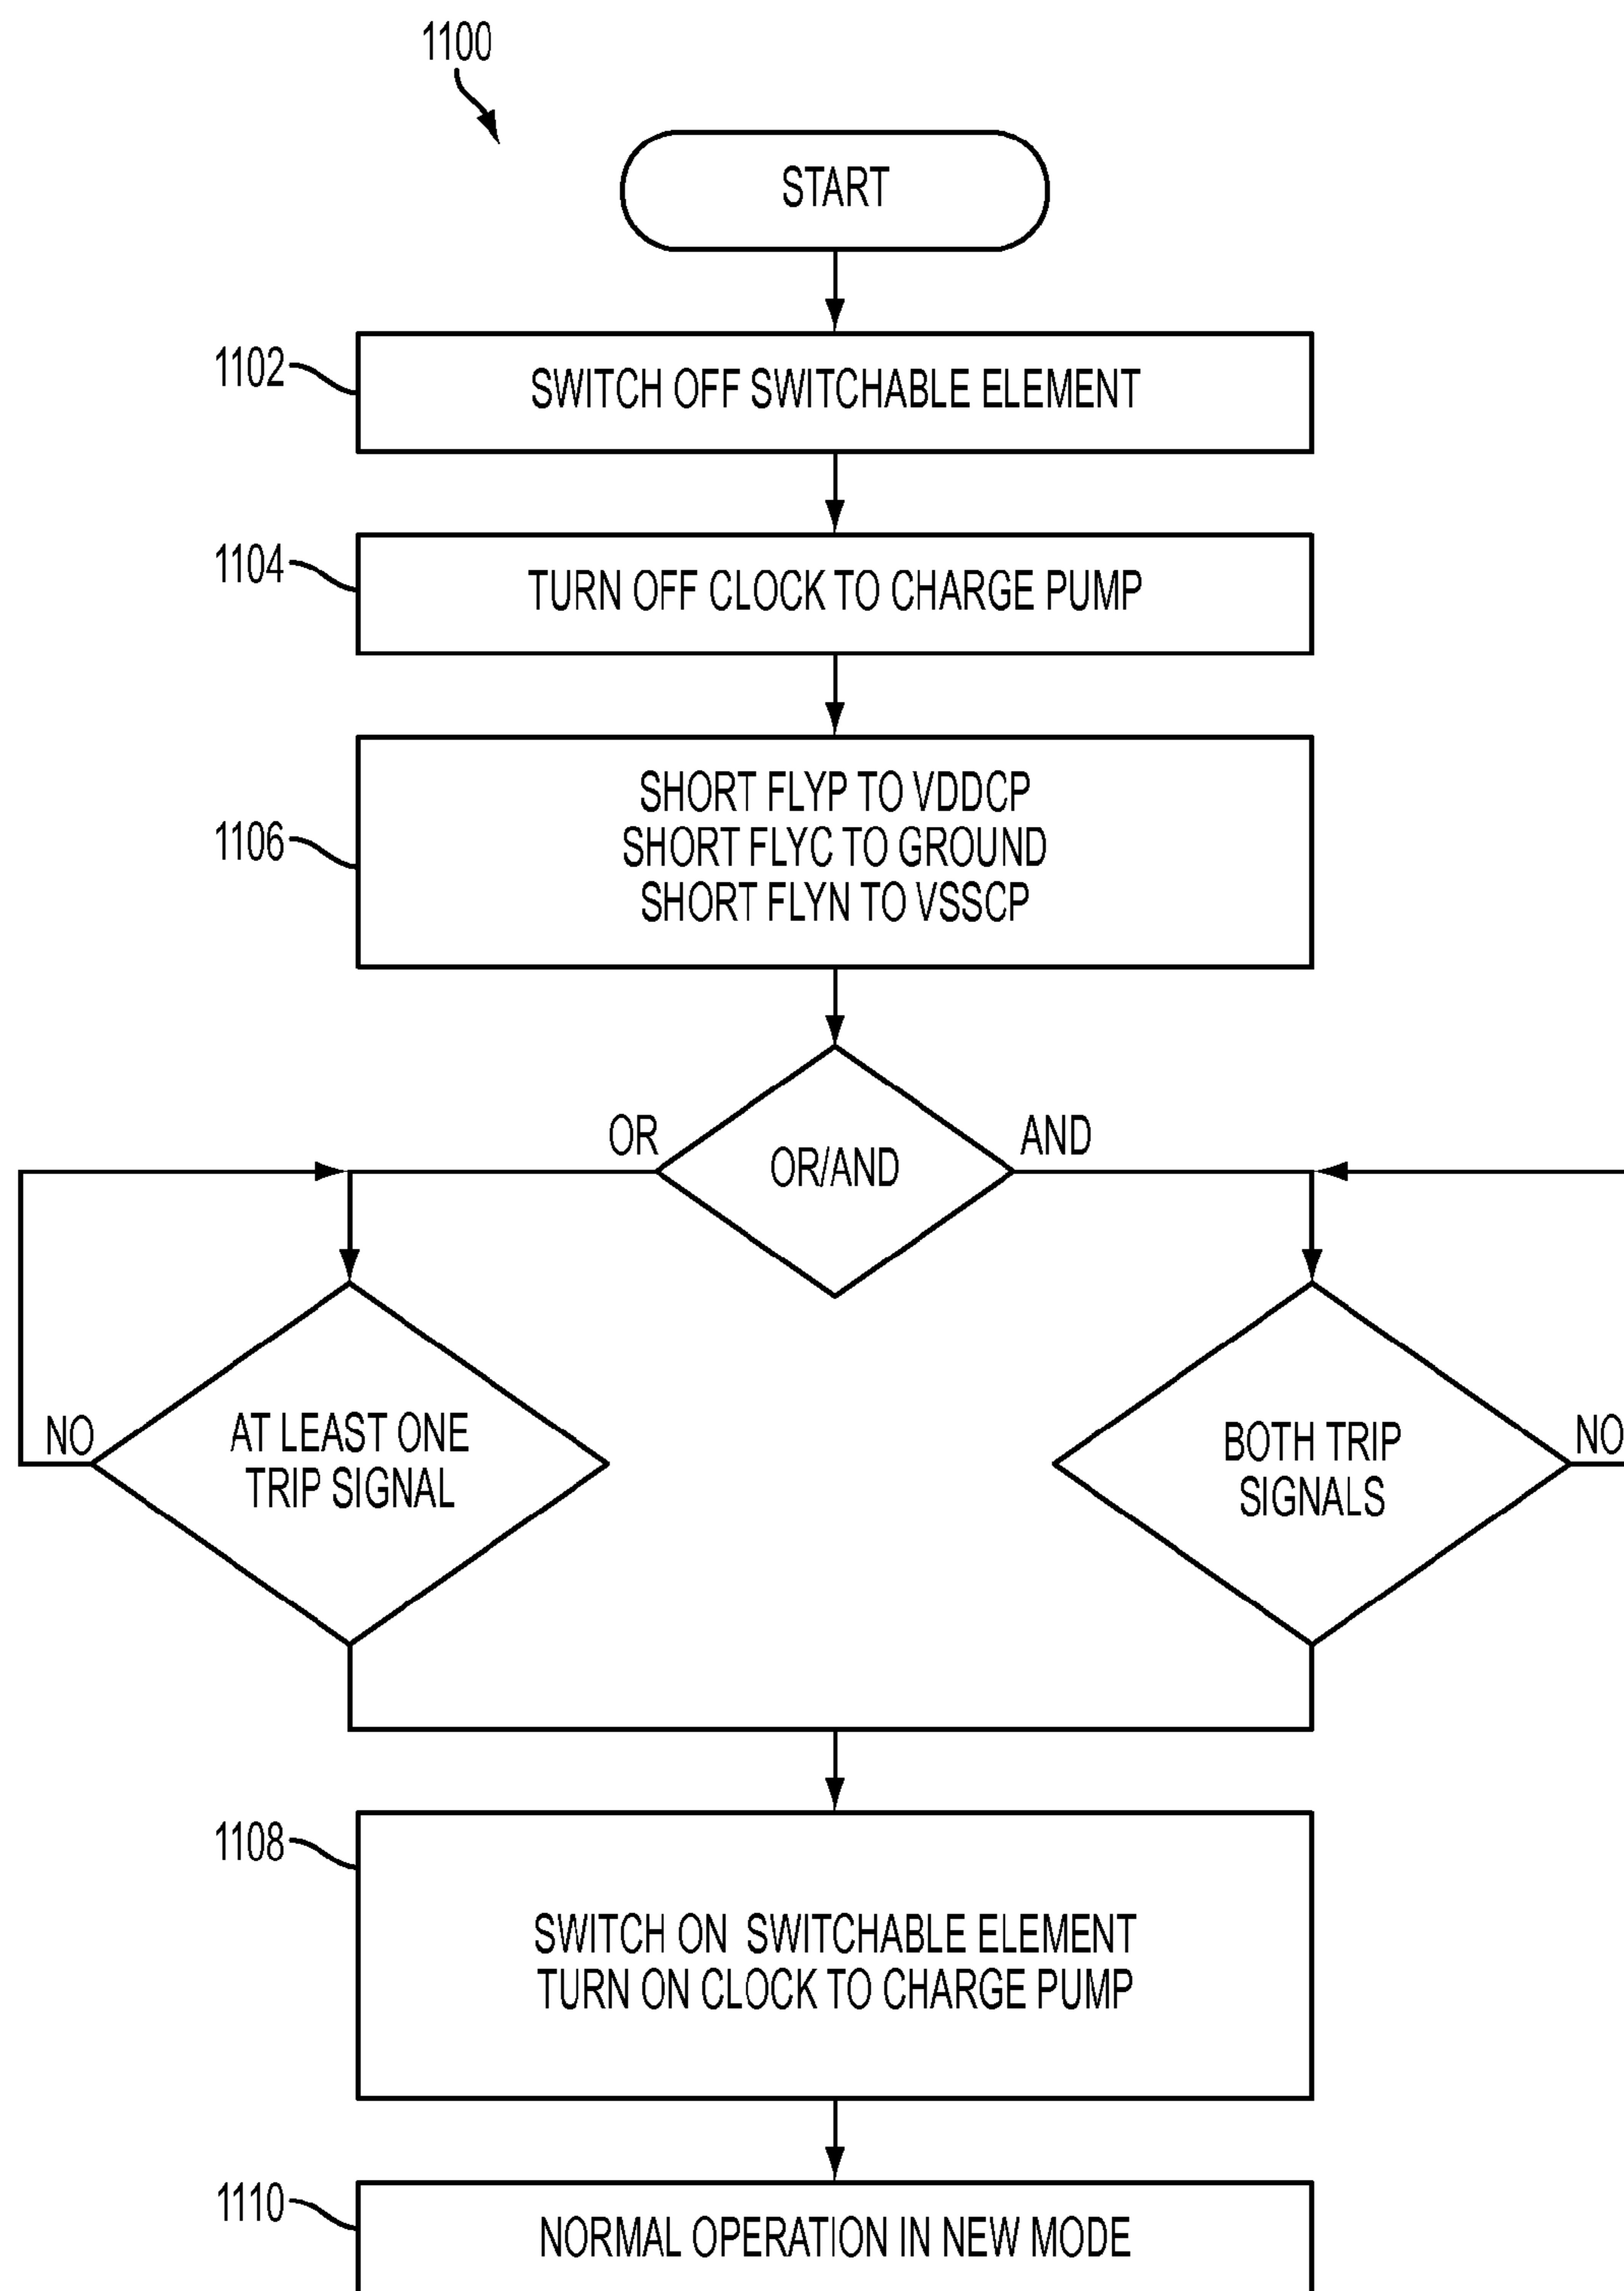 1100
START
1102
SWITCH OFF SWITCHABLE ELEMENT
1104
TURN OFF CLOCK TO CHARGE PUMP
1106
SHORT FLYP TO VDDCP
SHORT FLYC TO GROUND
SHORT FLYN TO VSSCP
OR
OR/AND
AND
NO
AT LEAST ONE
TRIP SIGNAL
BOTH TRIP
SIGNALS
NO
1108
SWITCH ON SWITCHABLE ELEMENT
TURN ON CLOCK TO CHARGE PUMP
1110
NORMAL OPERATION IN NEW MODE